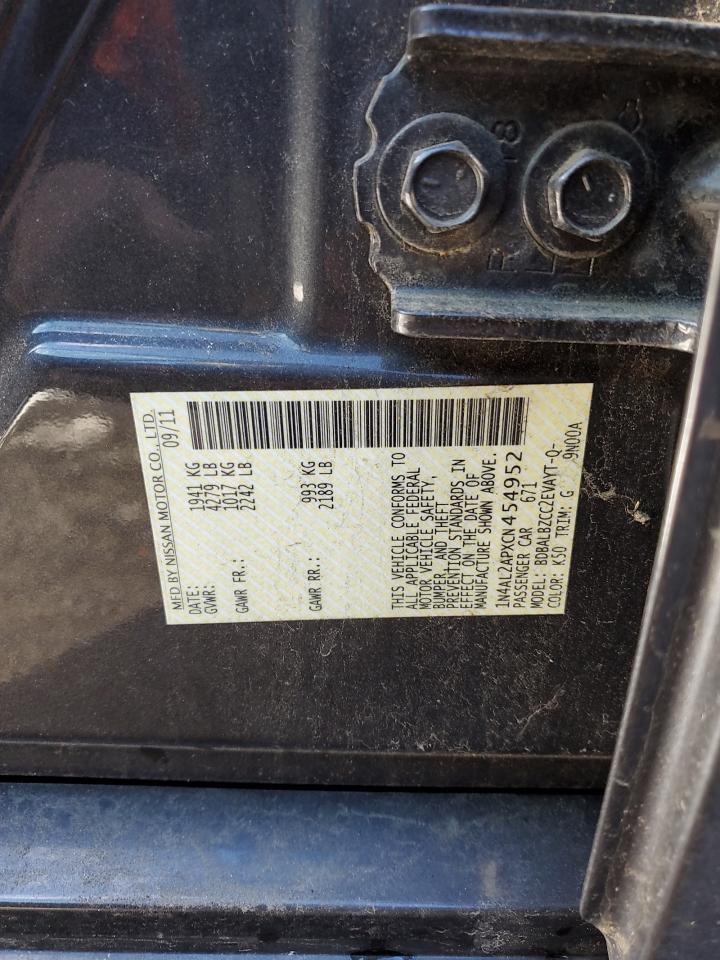 MFD BY NISSAN MOTOR CO., LTD.
DATE: 09/11
GVWR: 1941 KG
4279 LB
GAWR FR.: 1017 KG
2242 LB
GAWR RR.: 993 KG
2189 LB
THIS VEHICLE CONFORMS TO
ALL APPLICABLE FEDERAL
MOTOR VEHICLE SAFETY,
BUMPER, AND THEFT
PREVENTION STANDARDS IN
EFFECT ON THE DATE OF
MANUFACTURE SHOWN ABOVE.
1N4AL2APXCN454952
PASSENGER CAR 671
MODEL: BDBALBZCCZEVAYT-Q-
COLOR: K50 TRIM: G 9N00A